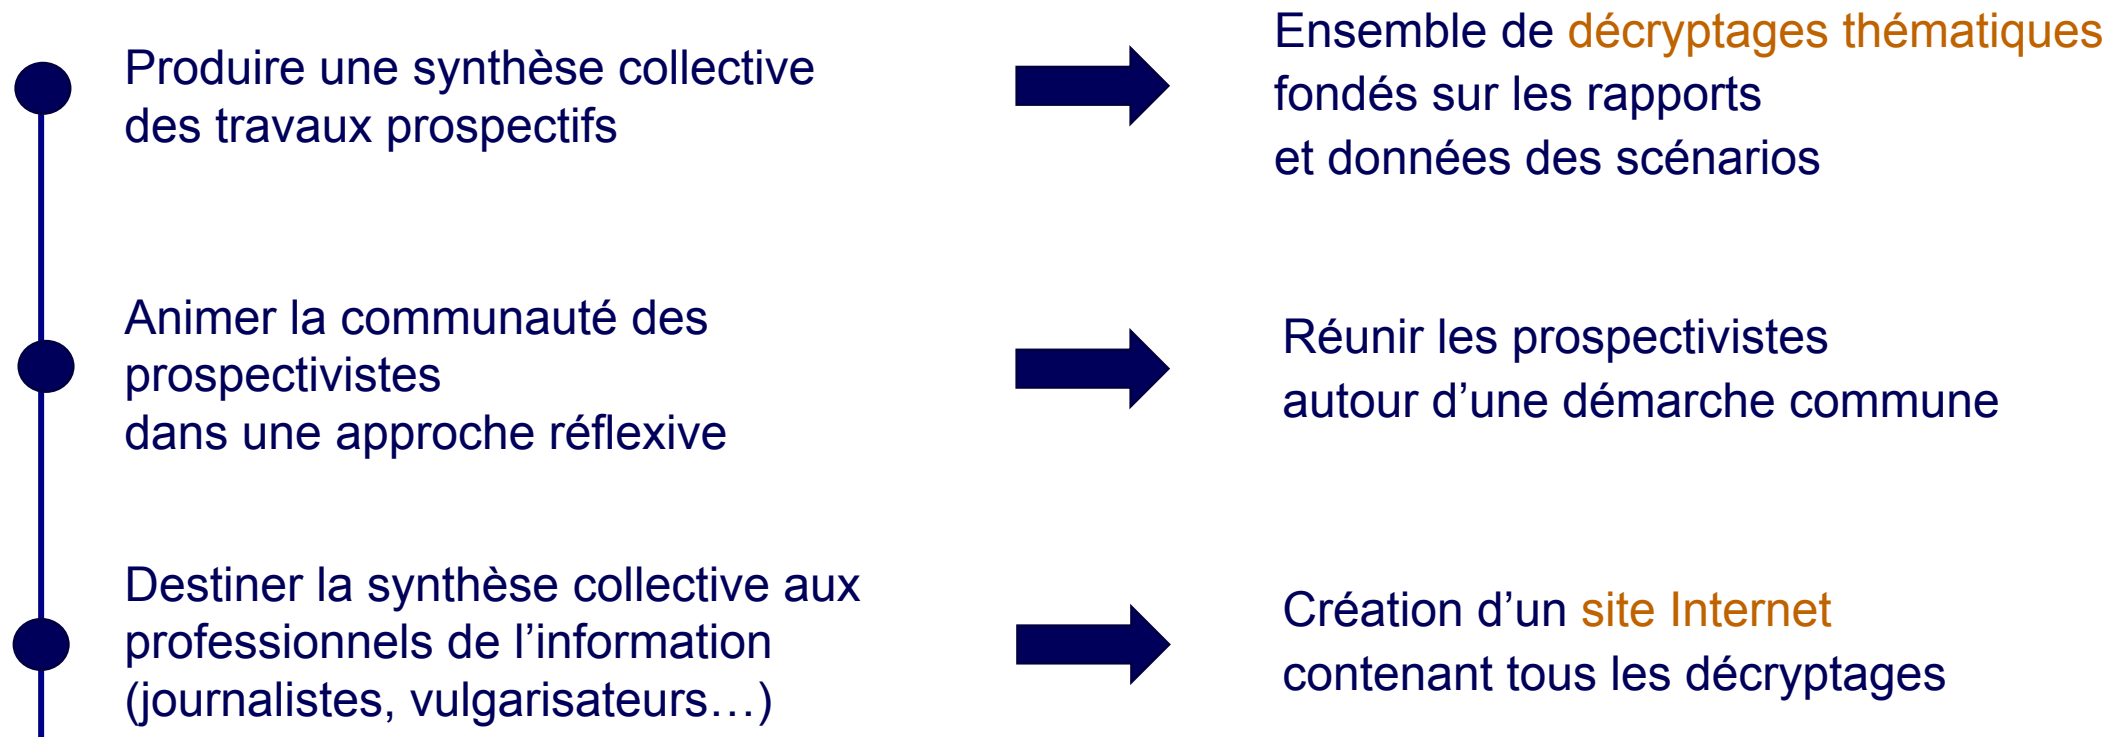 Produire une synthèse collective
des travaux prospectifs
Ensemble de décryptages thématiques
fondés sur les rapports
et données des scénarios
Animer la communauté des
prospectivistes
dans une approche réflexive
Réunir les prospectivistes
autour d’une démarche commune
Destiner la synthèse collective aux
professionnels de l’information
(journalistes, vulgarisateurs…)
Création d’un site Internet
contenant tous les décryptages